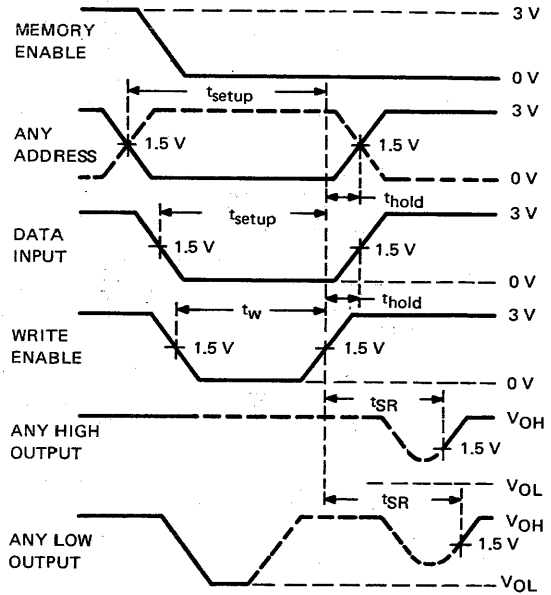 MEMORY
ENABLE
3 V
0 V
tsetup
ANY
ADDRESS
1.5 V
1.5 V
3 V
0 V
thold
tsetup
DATA
INPUT
1.5 V
1.5 V
3 V
0 V
thold
tw
WRITE
ENABLE
1.5 V
1.5 V
3 V
0 V
tSR
ANY HIGH
OUTPUT
1.5 V
VOH
VOL
tSR
ANY LOW
OUTPUT
1.5 V
VOH
VOL